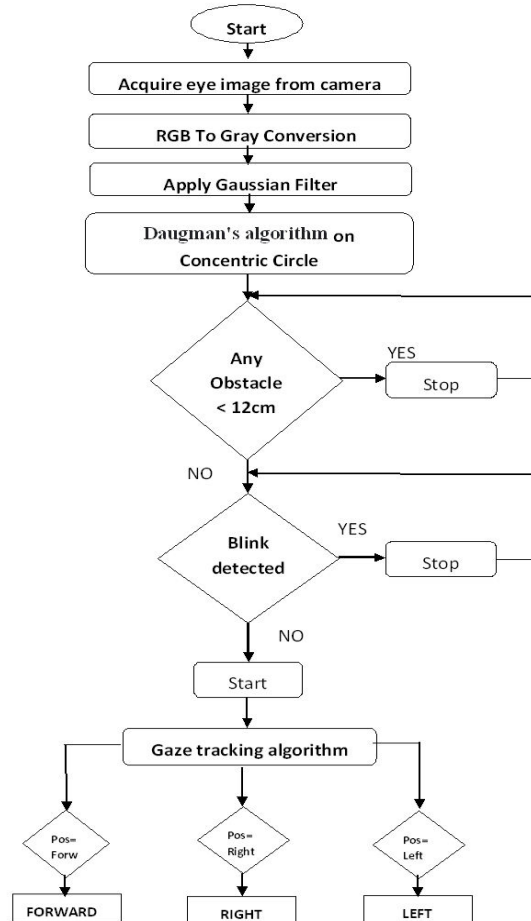 Start
Acquire eye image from camera
RGB To Gray Conversion
Apply Gaussian Filter
Daugman's algorithm on
Concentric Circle
Any
Obstacle
< 12cm
YES
Stop
NO
Blink
detected
YES
Stop
NO
Start
Gaze tracking algorithm
Pos=
Forw
Pos=
Right
Pos=
Left
FORWARD
RIGHT
LEFT